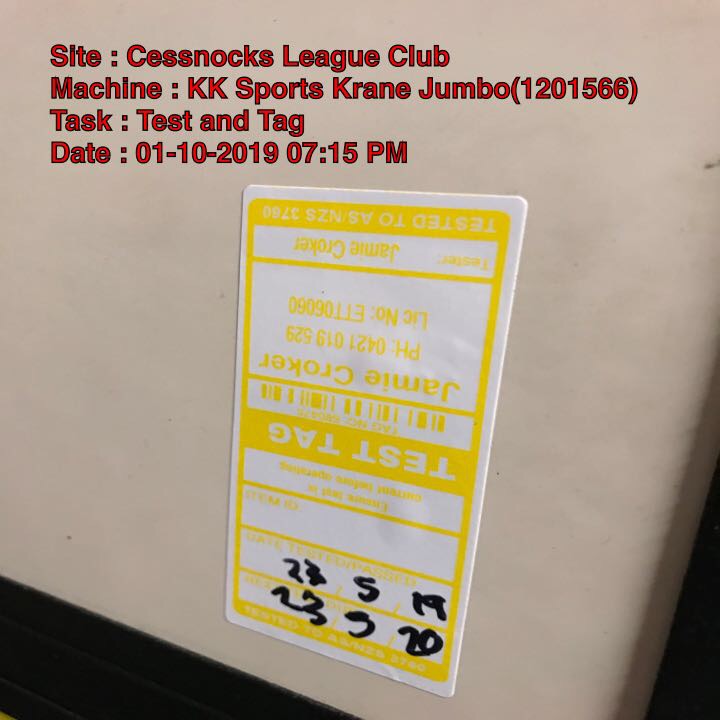 Site : Cessnocks League Club
Machine : KK Sports Krane Jumbo(1201566)
Task : Test and Tag
Date : 01-10-2019 07:15 PM
TESTED TO AS/NZS 3760
Tester: Jamie Croker
Lic No: ETT06060
PH: 0421 019 529
Jamie Croker
TAG NO:
TEST TAG
Ensure test is
current before operating
ITEM ID:
DATE TESTED/PASSED
23 / 5 / 19
23 5 20
TESTED TO AS/NZS 3760